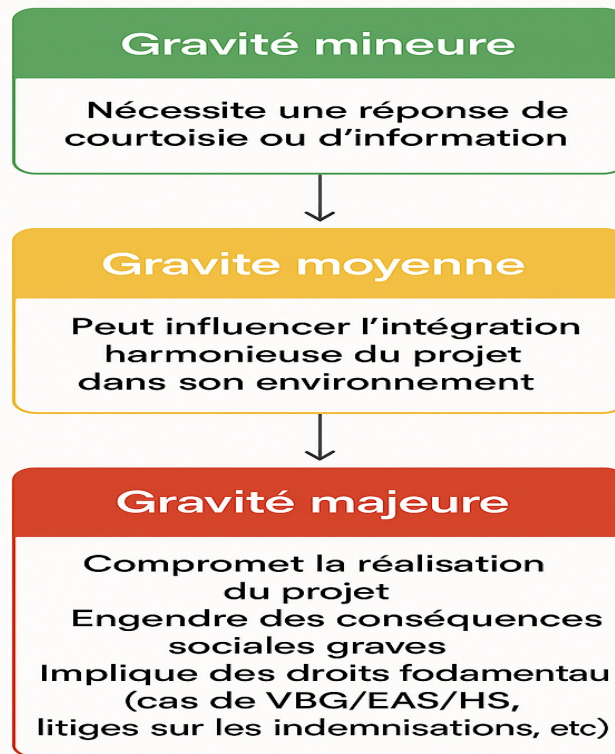 Gravité mineure
Nécessite une réponse de
courtoisie ou d’information
Gravite moyenne
Peut influencer l’intégration
harmonieuse du projet
dans son environnement
Gravité majeure
Compromet la réalisation
du projet
Engendre des conséquences
sociales graves
Implique des droits fodamentau
(cas de VBG/EAS/HS,
litiges sur les indemnisations, etc)